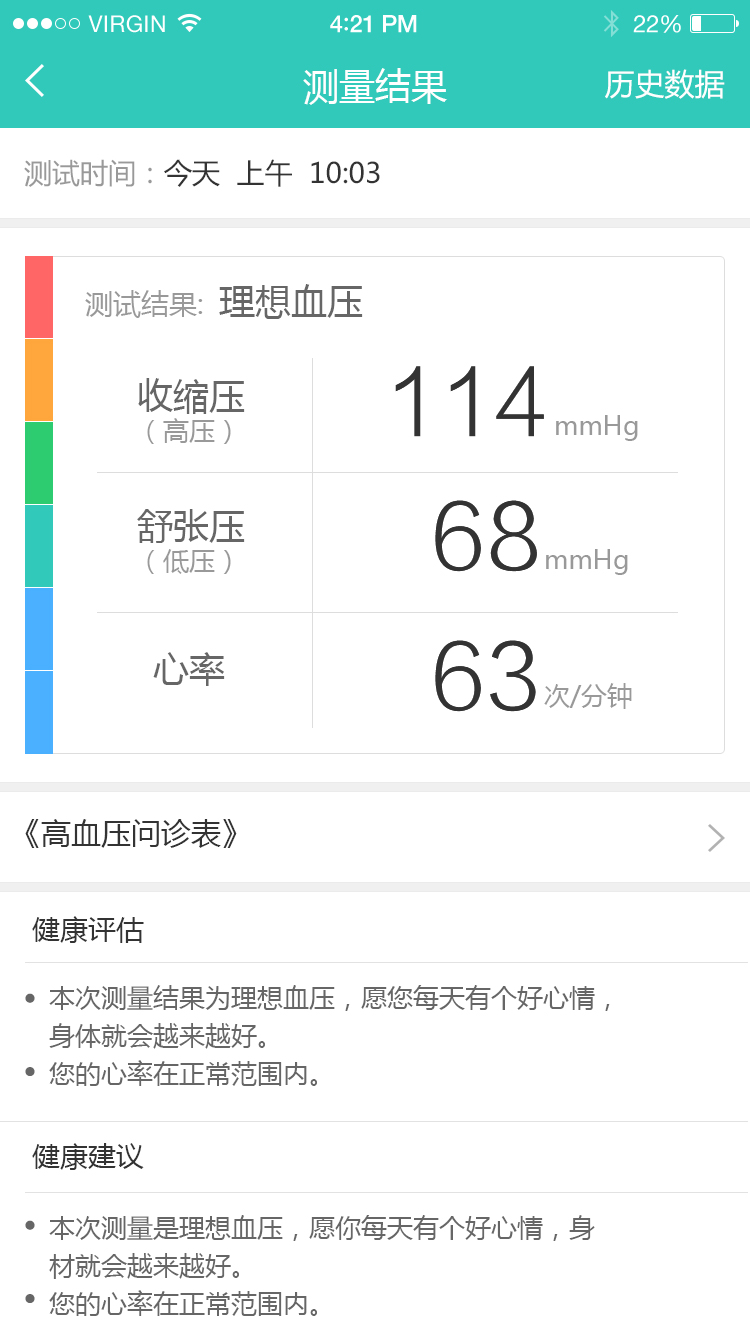 VIRGIN 4:21 PM 22%
测量结果 历史数据
测试时间：今天 上午 10:03
测试结果: 理想血压
收缩压 114 mmHg
（高压）
舒张压 68 mmHg
（低压）
心率 63 次/分钟
《高血压问诊表》
健康评估
• 本次测量结果为理想血压，愿您每天有个好心情，
身体就会越来越好。
• 您的心率在正常范围内。
健康建议
• 本次测量是理想血压，愿你每天有个好心情，身
材就会越来越好。
• 您的心率在正常范围内。